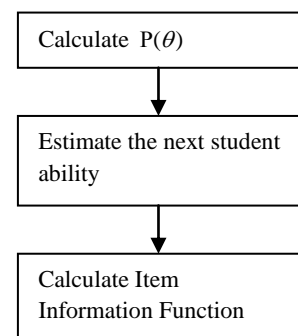 Calculate P(θ)
Estimate the next student
ability
Calculate Item
Information Function